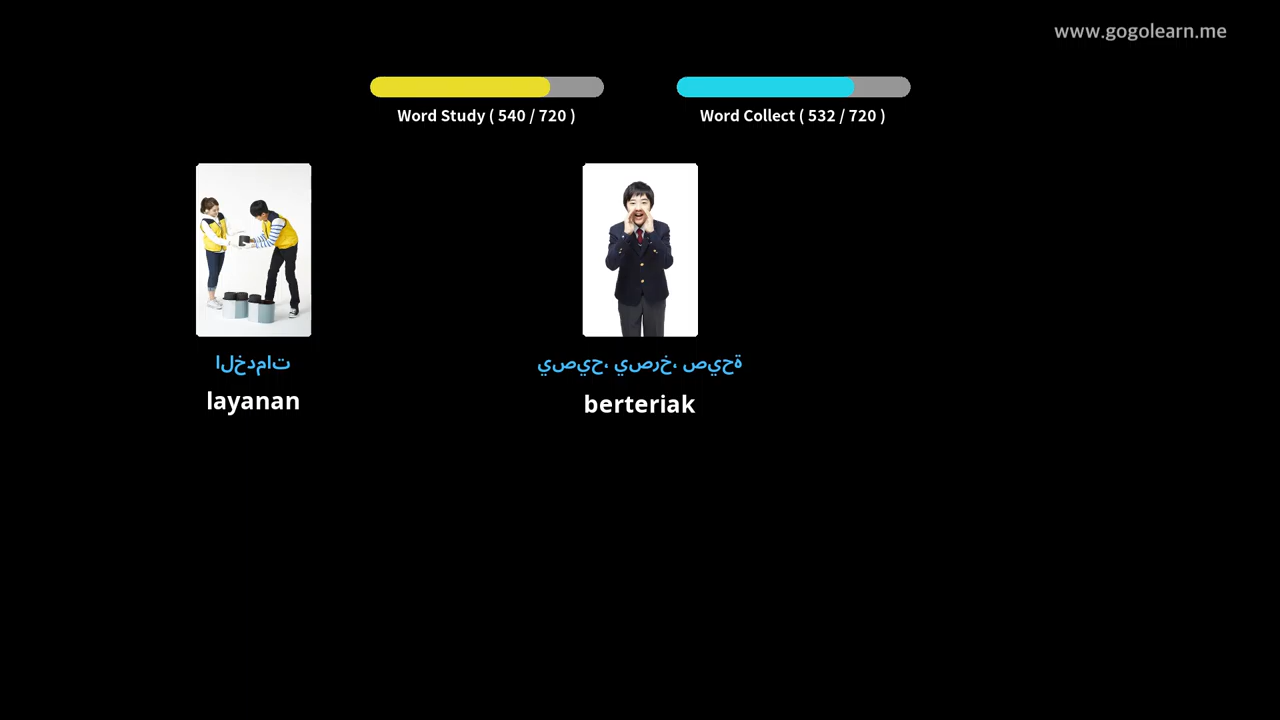 www.gogolearn.me
Word Study ( 540 / 720 )
Word Collect ( 532 / 720 )
الخدمات
layanan
يصيح، يصرخ، صيحة
berteriak